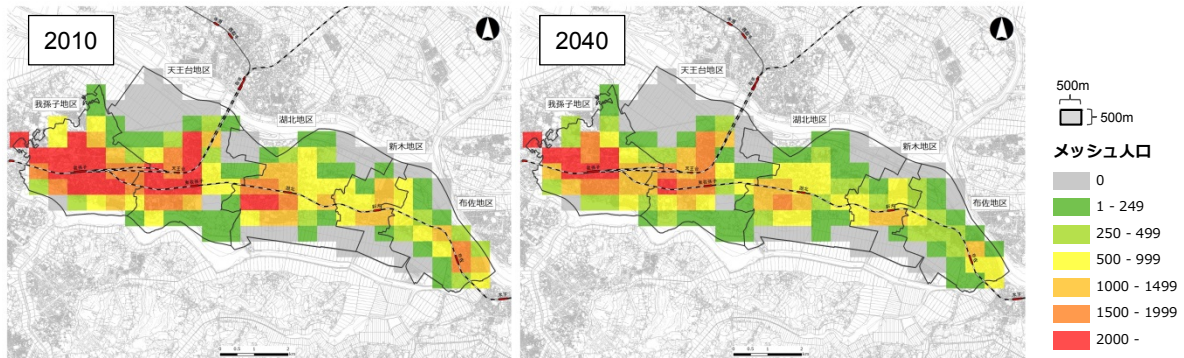 2010
天王台地区
我孫子地区
湖北地区
新木地区
布佐地区
2040
天王台地区
我孫子地区
湖北地区
新木地区
布佐地区
500m
500m
メッシュ人口
0
1 - 249
250 - 499
500 - 999
1000 - 1499
1500 - 1999
2000 -